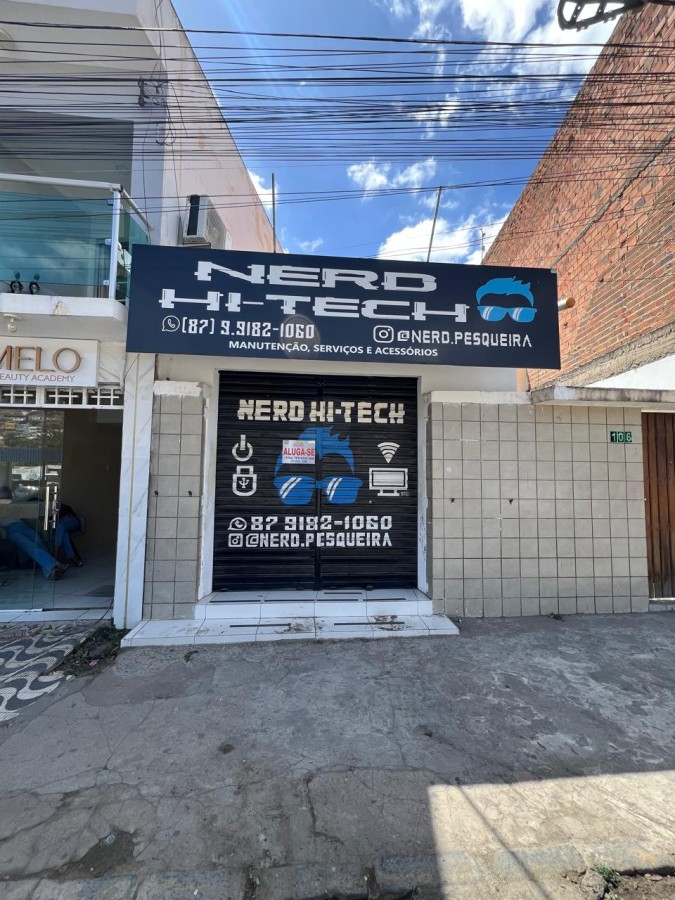 NERD
HI-TECH
(87) 9.9182-1060
@NERD.PESQUEIRA
MANUTENÇÃO, SERVIÇOS E ACESSÓRIOS
MELO
BEAUTY ACADEMY
NERD HI-TECH
ALUGA-SE
87 9182-1060
@NERD.PESQUEIRA
106